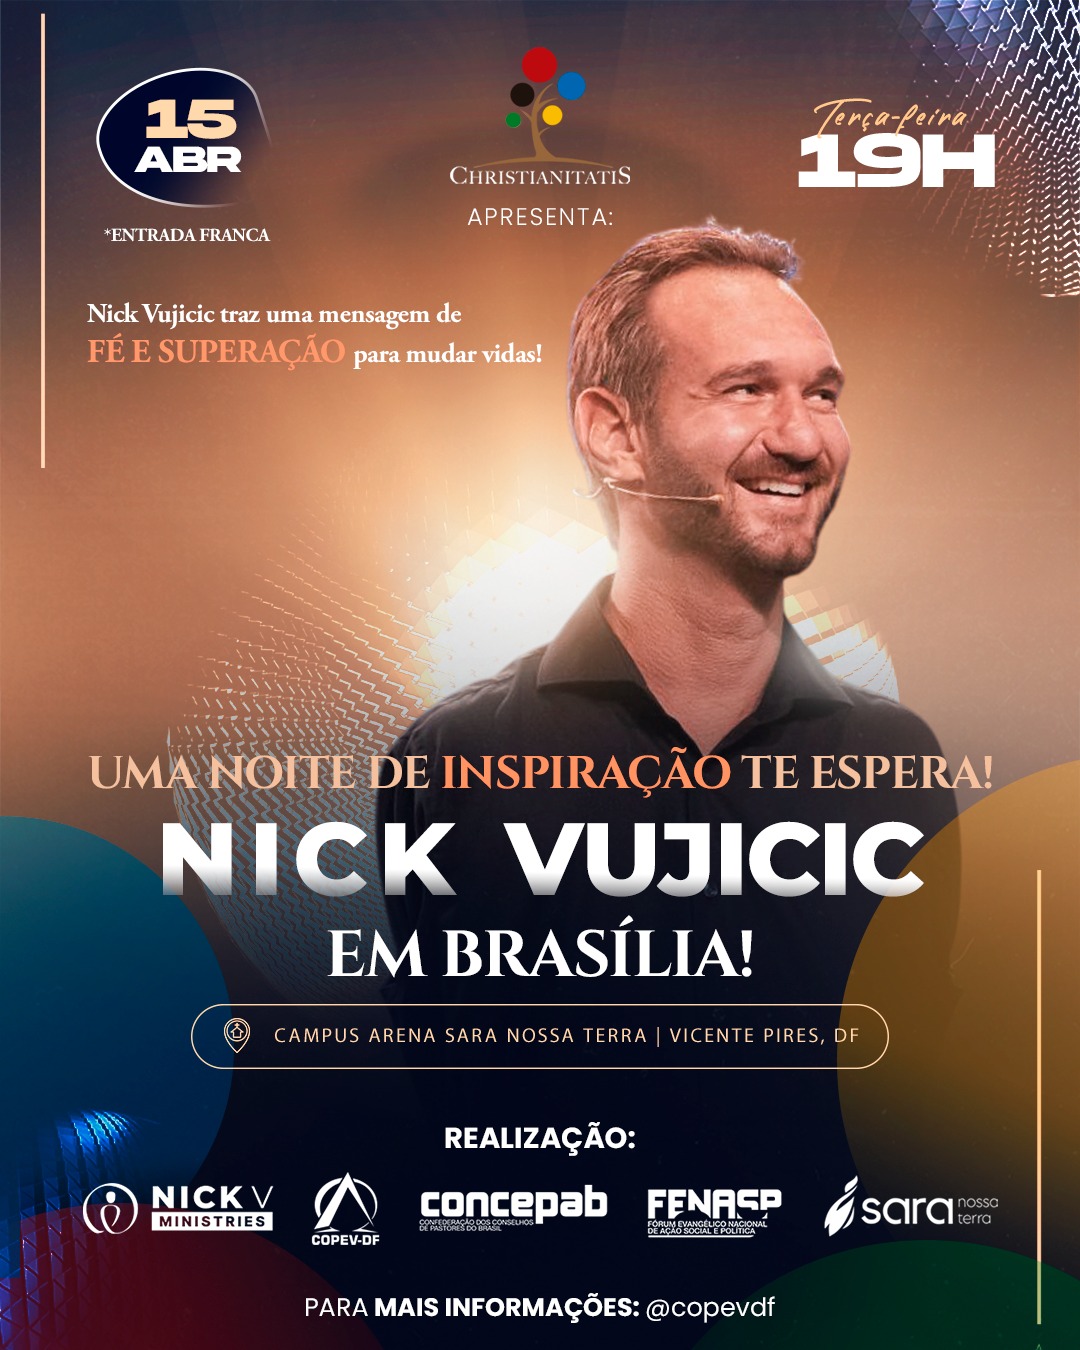 15
ABR
*ENTRADA FRANCA
CHRISTIANITATIS
APRESENTA:
Terça-feira
19H
Nick Vujicic traz uma mensagem de
FÉ E SUPERAÇÃO para mudar vidas!
UMA NOITE DE INSPIRAÇÃO TE ESPERA!
NICK VUJICIC
EM BRASÍLIA!
CAMPUS ARENA SARA NOSSA TERRA | VICENTE PIRES, DF
REALIZAÇÃO:
NICK V
MINISTRIES
COPEV-DF
concepab
CONFEDERAÇÃO DOS CONSELHOS
DE PASTORES DO BRASIL
FENASP
FÓRUM EVANGÉLICO NACIONAL
DE AÇÃO SOCIAL E POLÍTICA
sara nossa
terra
PARA MAIS INFORMAÇÕES: @copevdf